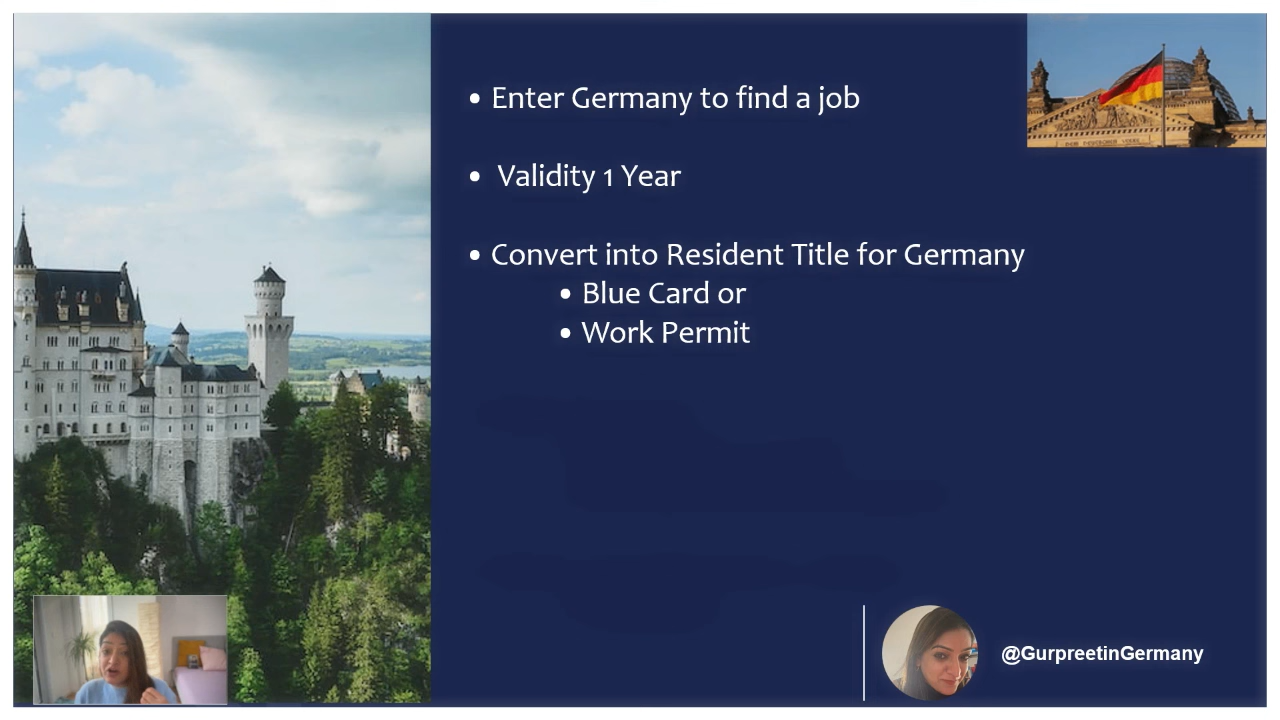 • Enter Germany to find a job
• Validity 1 Year
• Convert into Resident Title for Germany
• Blue Card or
• Work Permit
@GurpreetinGermany